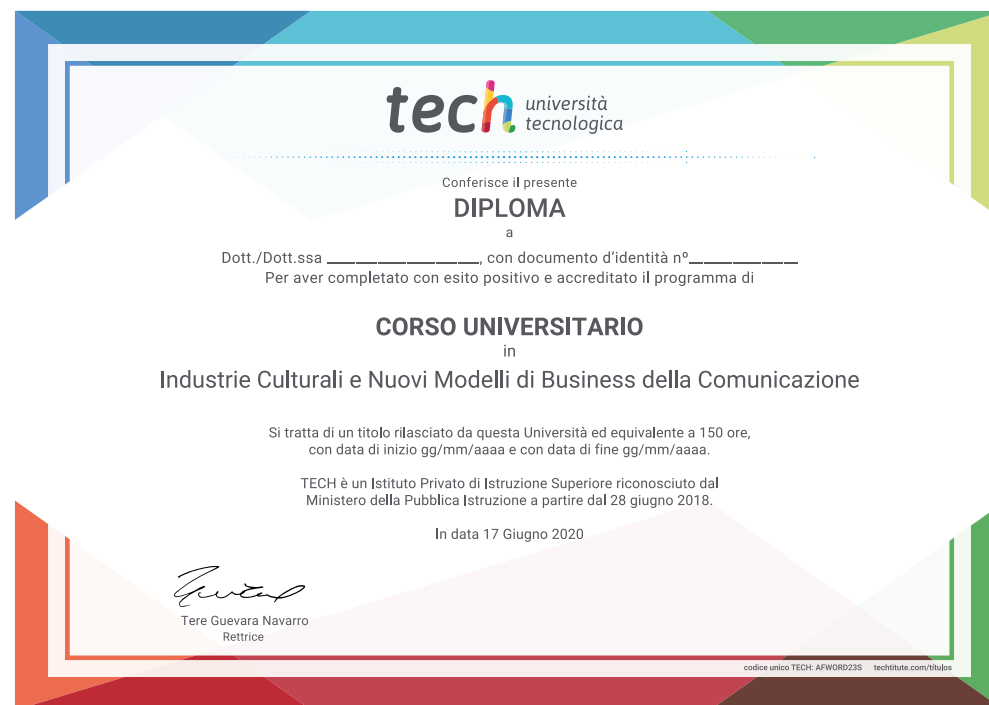 tech università
tecnologica
Conferisce il presente
DIPLOMA
a
Dott./Dott.ssa ________________, con documento d'identità nº____________
Per aver completato con esito positivo e accreditato il programma di
CORSO UNIVERSITARIO
in
Industrie Culturali e Nuovi Modelli di Business della Comunicazione
Si tratta di un titolo rilasciato da questa Università ed equivalente a 150 ore,
con data di inizio gg/mm/aaaa e con data di fine gg/mm/aaaa.
TECH è un Istituto Privato di Istruzione Superiore riconosciuto dal
Ministero della Pubblica Istruzione a partire dal 28 giugno 2018.
In data 17 Giugno 2020
Tere Guevara Navarro
Rettrice
codice unico TECH: AFWORD23S techtitute.com/títulos